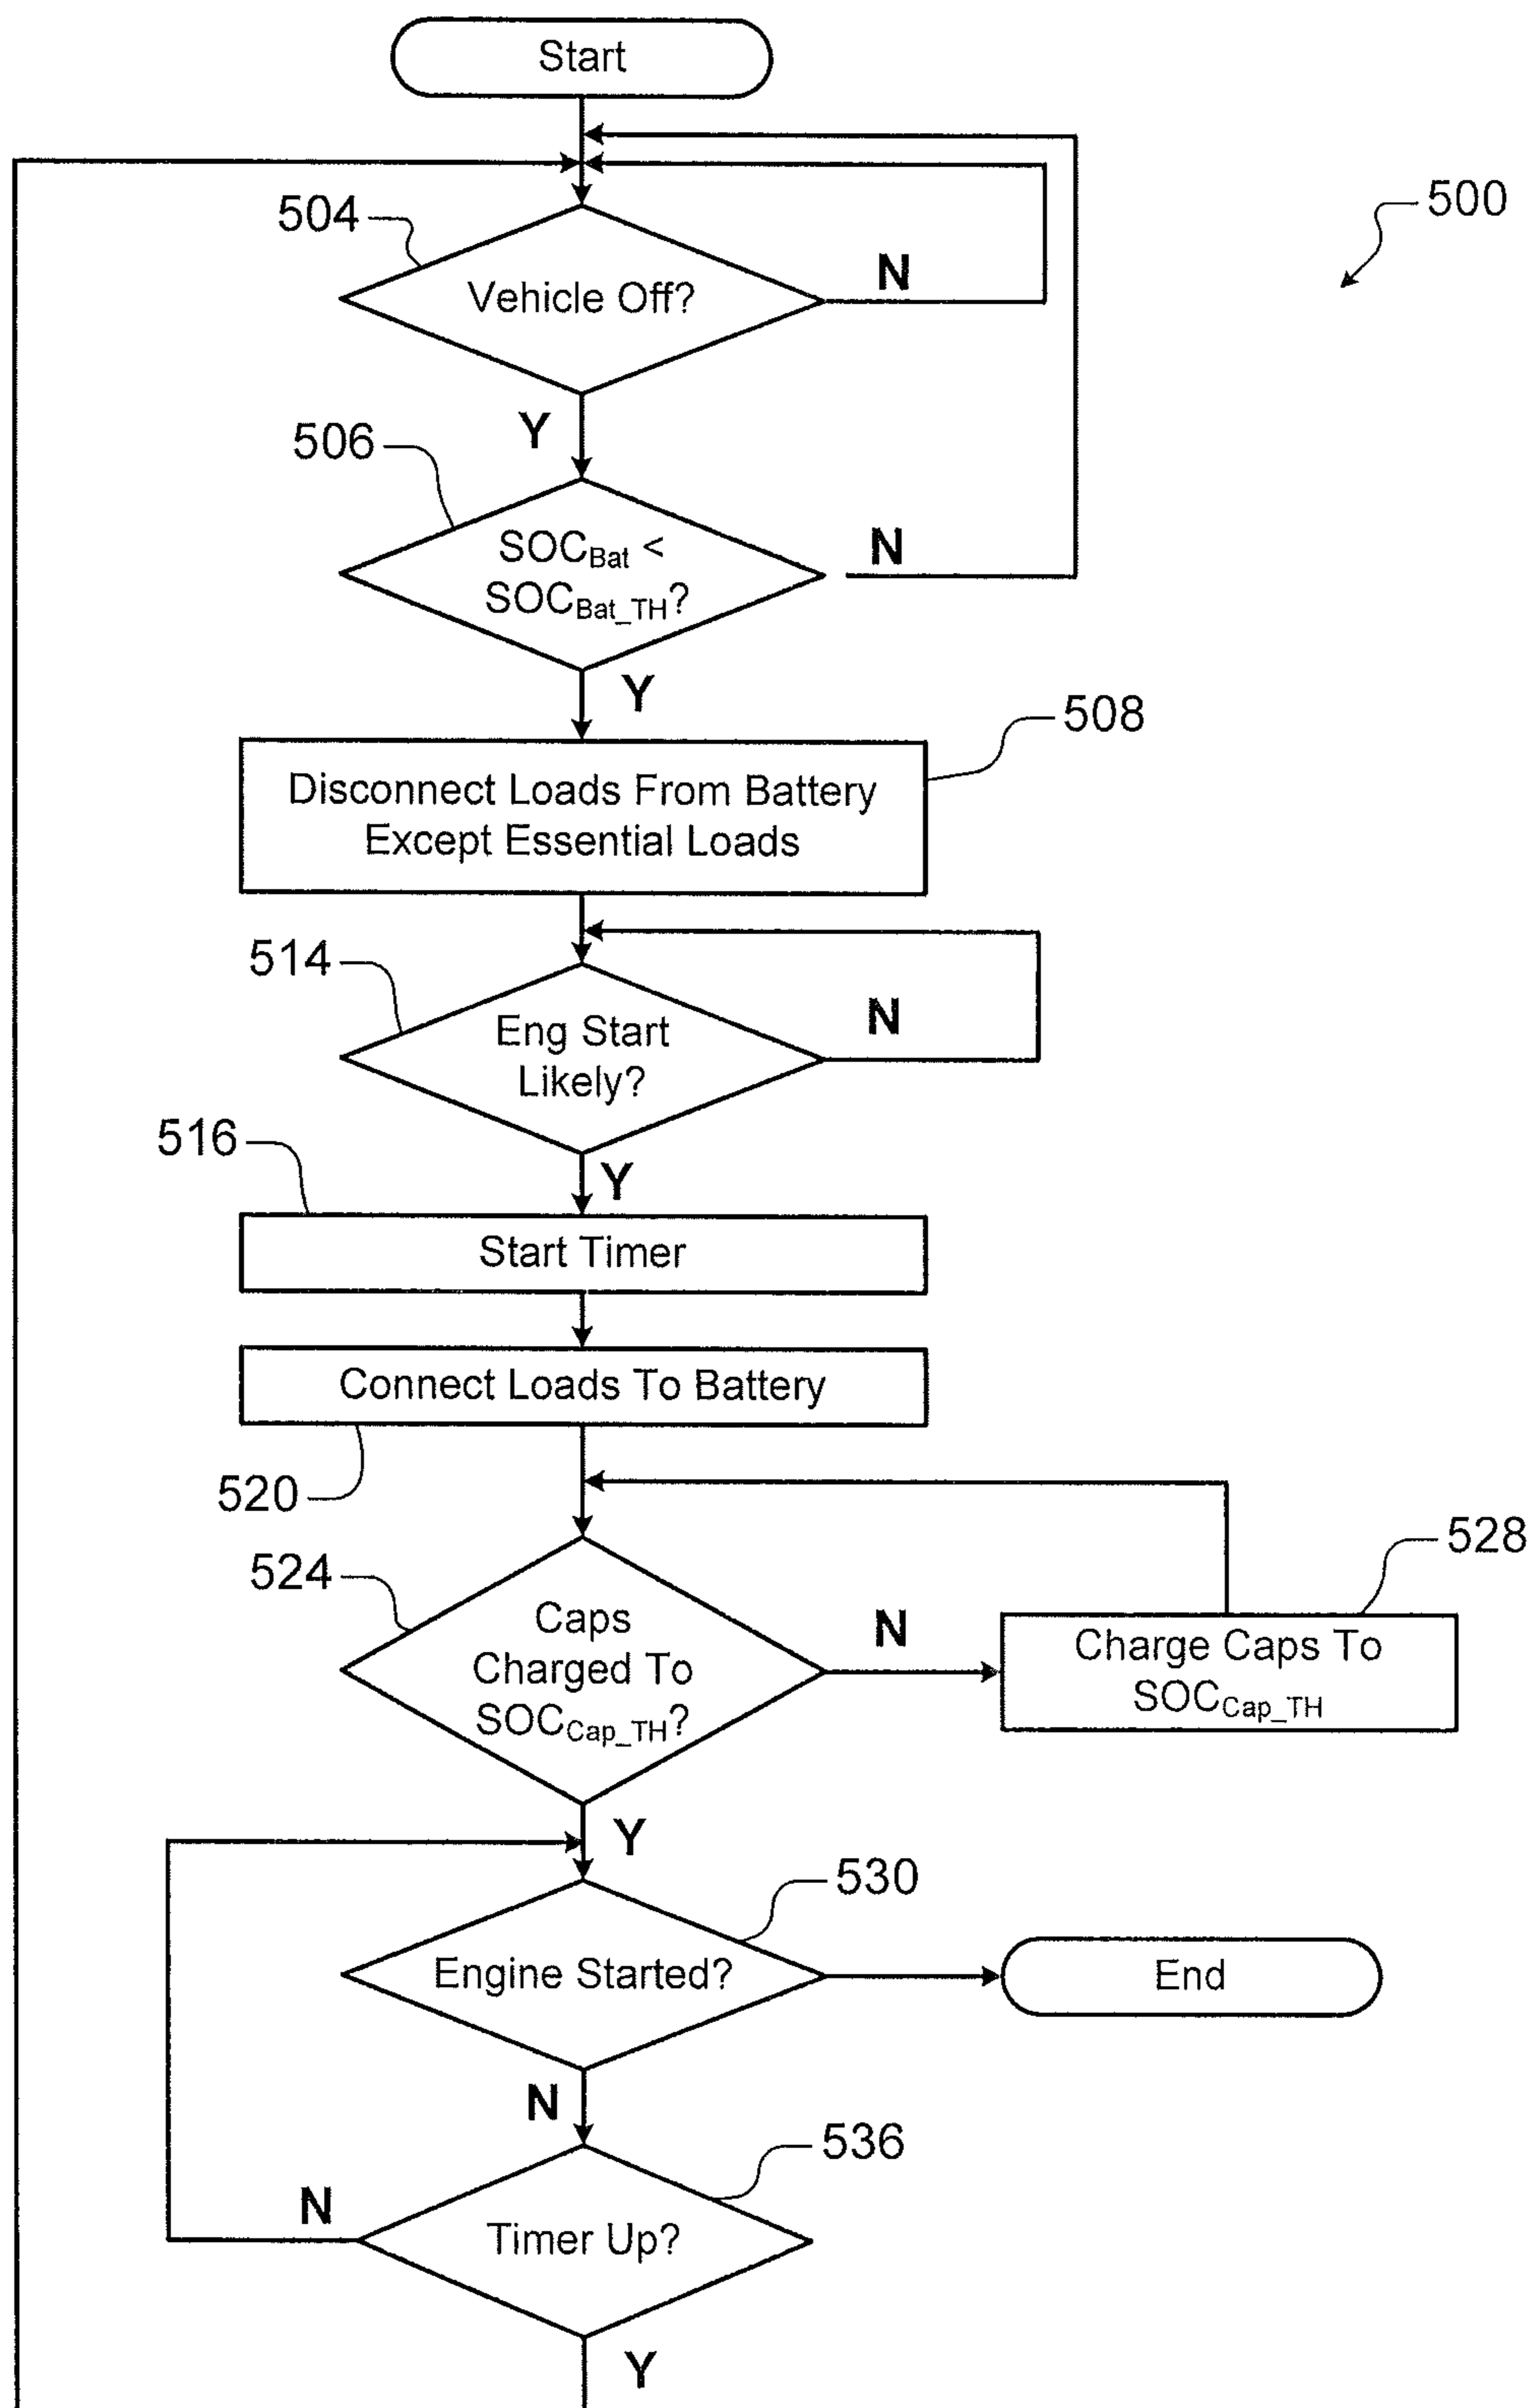 Start
500
504
Vehicle Off?
N
Y
506
SOCBat <
SOCBat_TH?
N
Y
508
Disconnect Loads From Battery
Except Essential Loads
514
Eng Start
Likely?
N
516
Y
Start Timer
Connect Loads To Battery
520
528
524
Caps
Charged To
SOCCap_TH?
N
Charge Caps To
SOCCap_TH
Y
530
Engine Started?
End
N
536
N
Timer Up?
Y